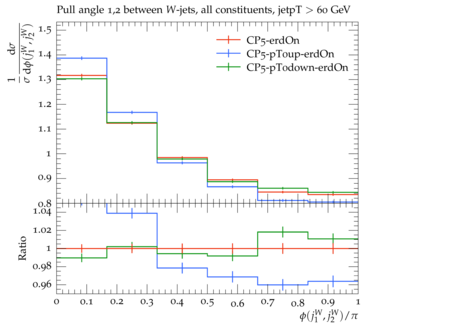 Pull angle 1,2 between W-jets, all constituents, jetpT > 60 GeV
1/σ dσ/dϕ(j₁ᵂ, j₂ᵂ)
CP5-erdOn
CP5-pToup-erdOn
CP5-pTodown-erdOn
1.5
1.4
1.3
1.2
1.1
1
0.9
0.8
Ratio
1.04
1.02
1.0
0.98
0.96
0 0.1 0.2 0.3 0.4 0.5 0.6 0.7 0.8 0.9 1
ϕ(j₁ᵂ, j₂ᵂ)/π